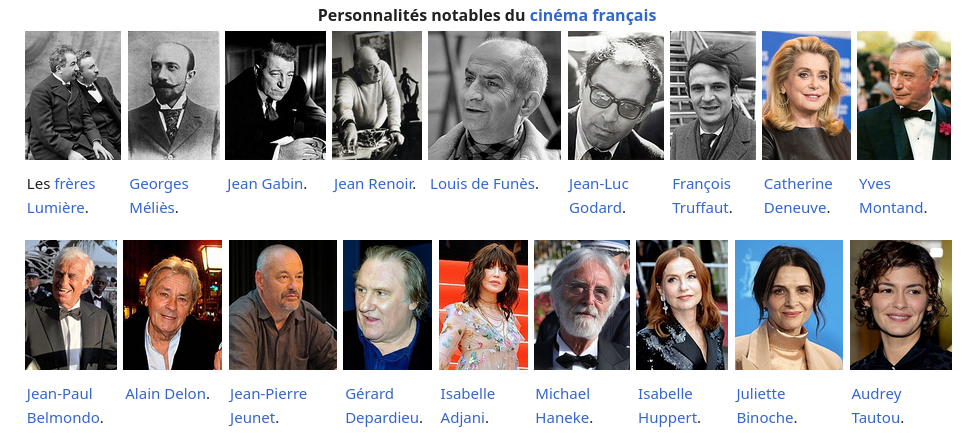 Personnalités notables du cinéma français
Les frères Lumière.
Georges Méliès.
Jean Gabin.
Jean Renoir.
Louis de Funès.
Jean-Luc Godard.
François Truffaut.
Catherine Deneuve.
Yves Montand.
Jean-Paul Belmondo.
Alain Delon.
Jean-Pierre Jeunet.
Gérard Depardieu.
Isabelle Adjani.
Michael Haneke.
Isabelle Huppert.
Juliette Binoche.
Audrey Tautou.